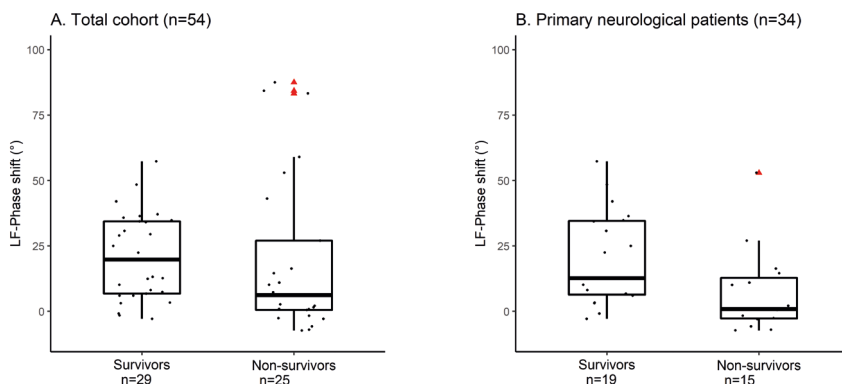 A. Total cohort (n=54)
100
75
50
25
0
LF-Phase shift (°)
Survivors
n=29
Non-survivors
n=25
B. Primary neurological patients (n=34)
100
75
50
25
0
LF-Phase shift (°)
Survivors
n=19
Non-survivors
n=15